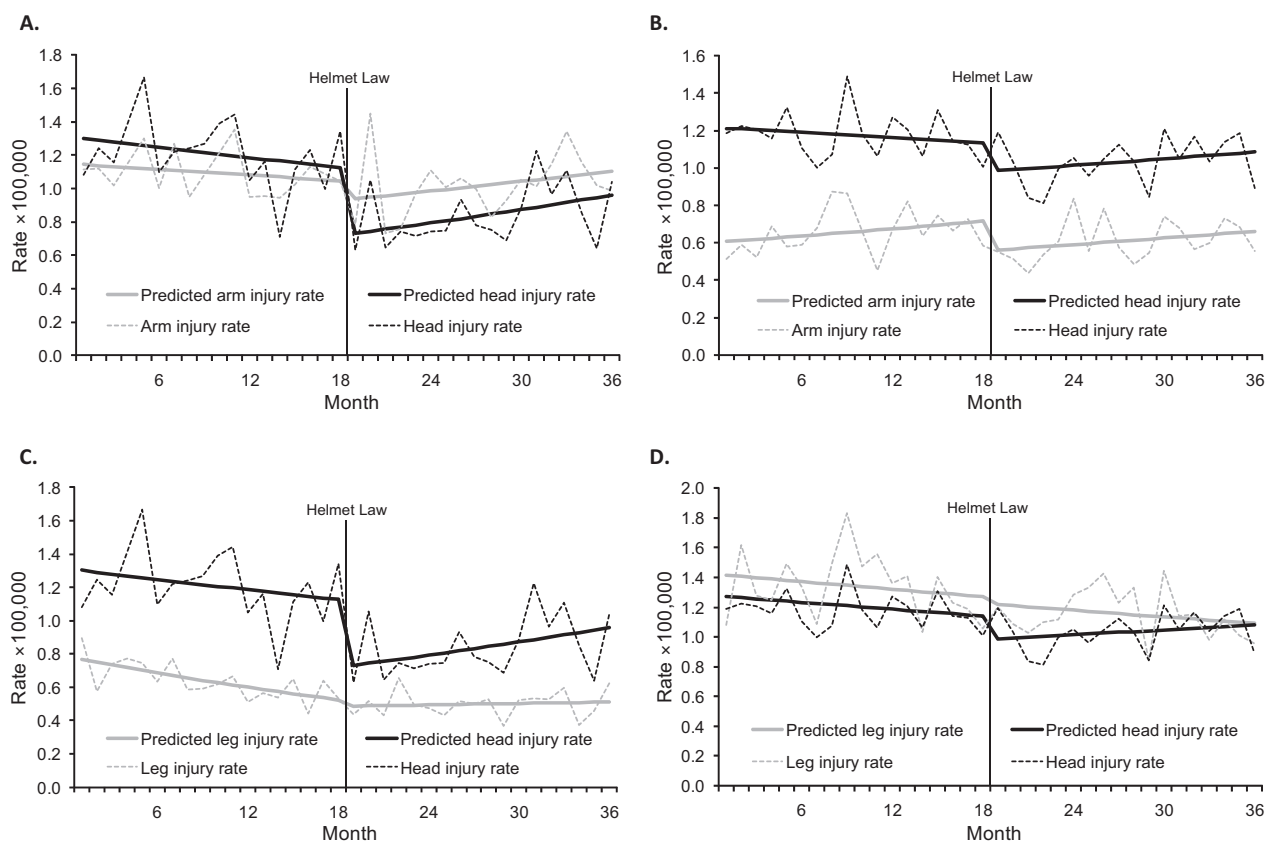 A.
1.8
1.6
1.4
1.2
1.0
0.8
0.6
0.4
0.2
0.0
Rate ×100,000
Helmet Law
Predicted arm injury rate
Predicted head injury rate
Arm injury rate
Head injury rate
6 12 18 24 30 36
Month
B.
1.6
1.4
1.2
1.0
0.8
0.6
0.4
0.2
0.0
Rate ×100,000
Helmet Law
Predicted arm injury rate
Predicted head injury rate
Arm injury rate
Head injury rate
6 12 18 24 30 36
Month
C.
1.8
1.6
1.4
1.2
1.0
0.8
0.6
0.4
0.2
0.0
Rate ×100,000
Helmet Law
Predicted leg injury rate
Predicted head injury rate
Leg injury rate
Head injury rate
6 12 18 24 30 36
Month
D.
2.0
1.8
1.6
1.4
1.2
1.0
0.8
0.6
0.4
0.2
0.0
Rate ×100,000
Helmet Law
Predicted leg injury rate
Predicted head injury rate
Leg injury rate
Head injury rate
6 12 18 24 30 36
Month